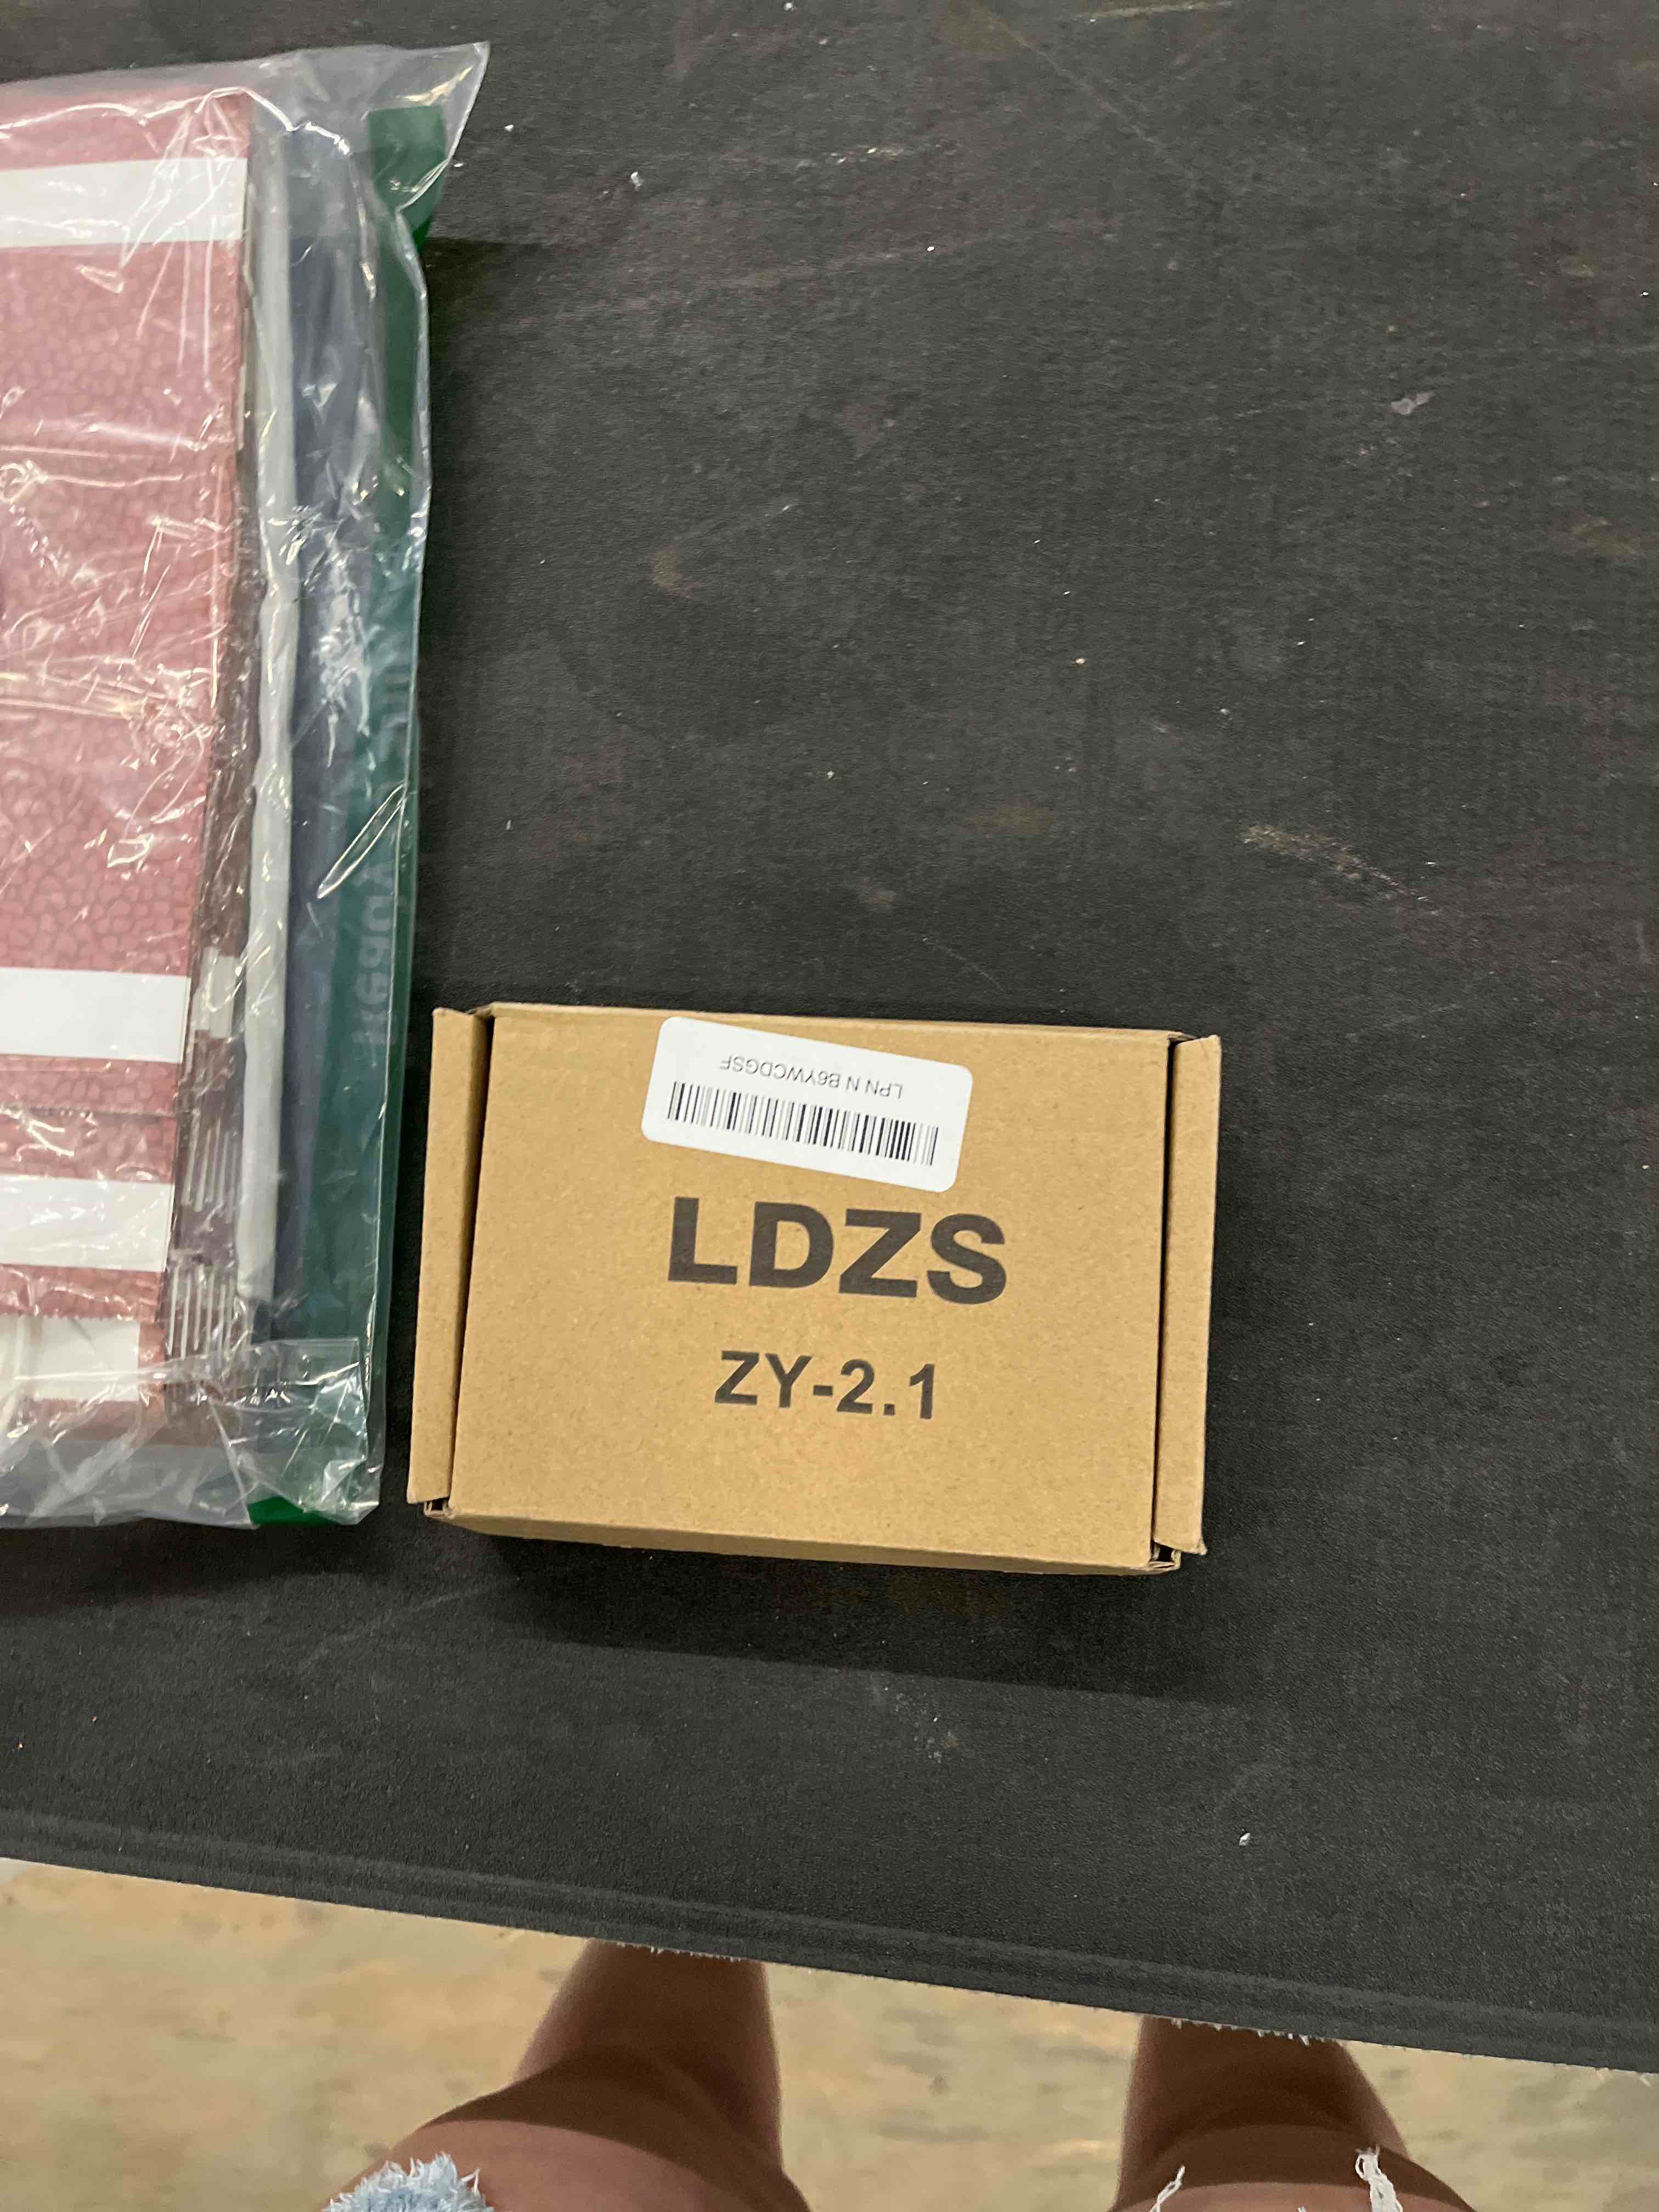 LPN N B6YWCDGSF
LDZS
ZY-2.1